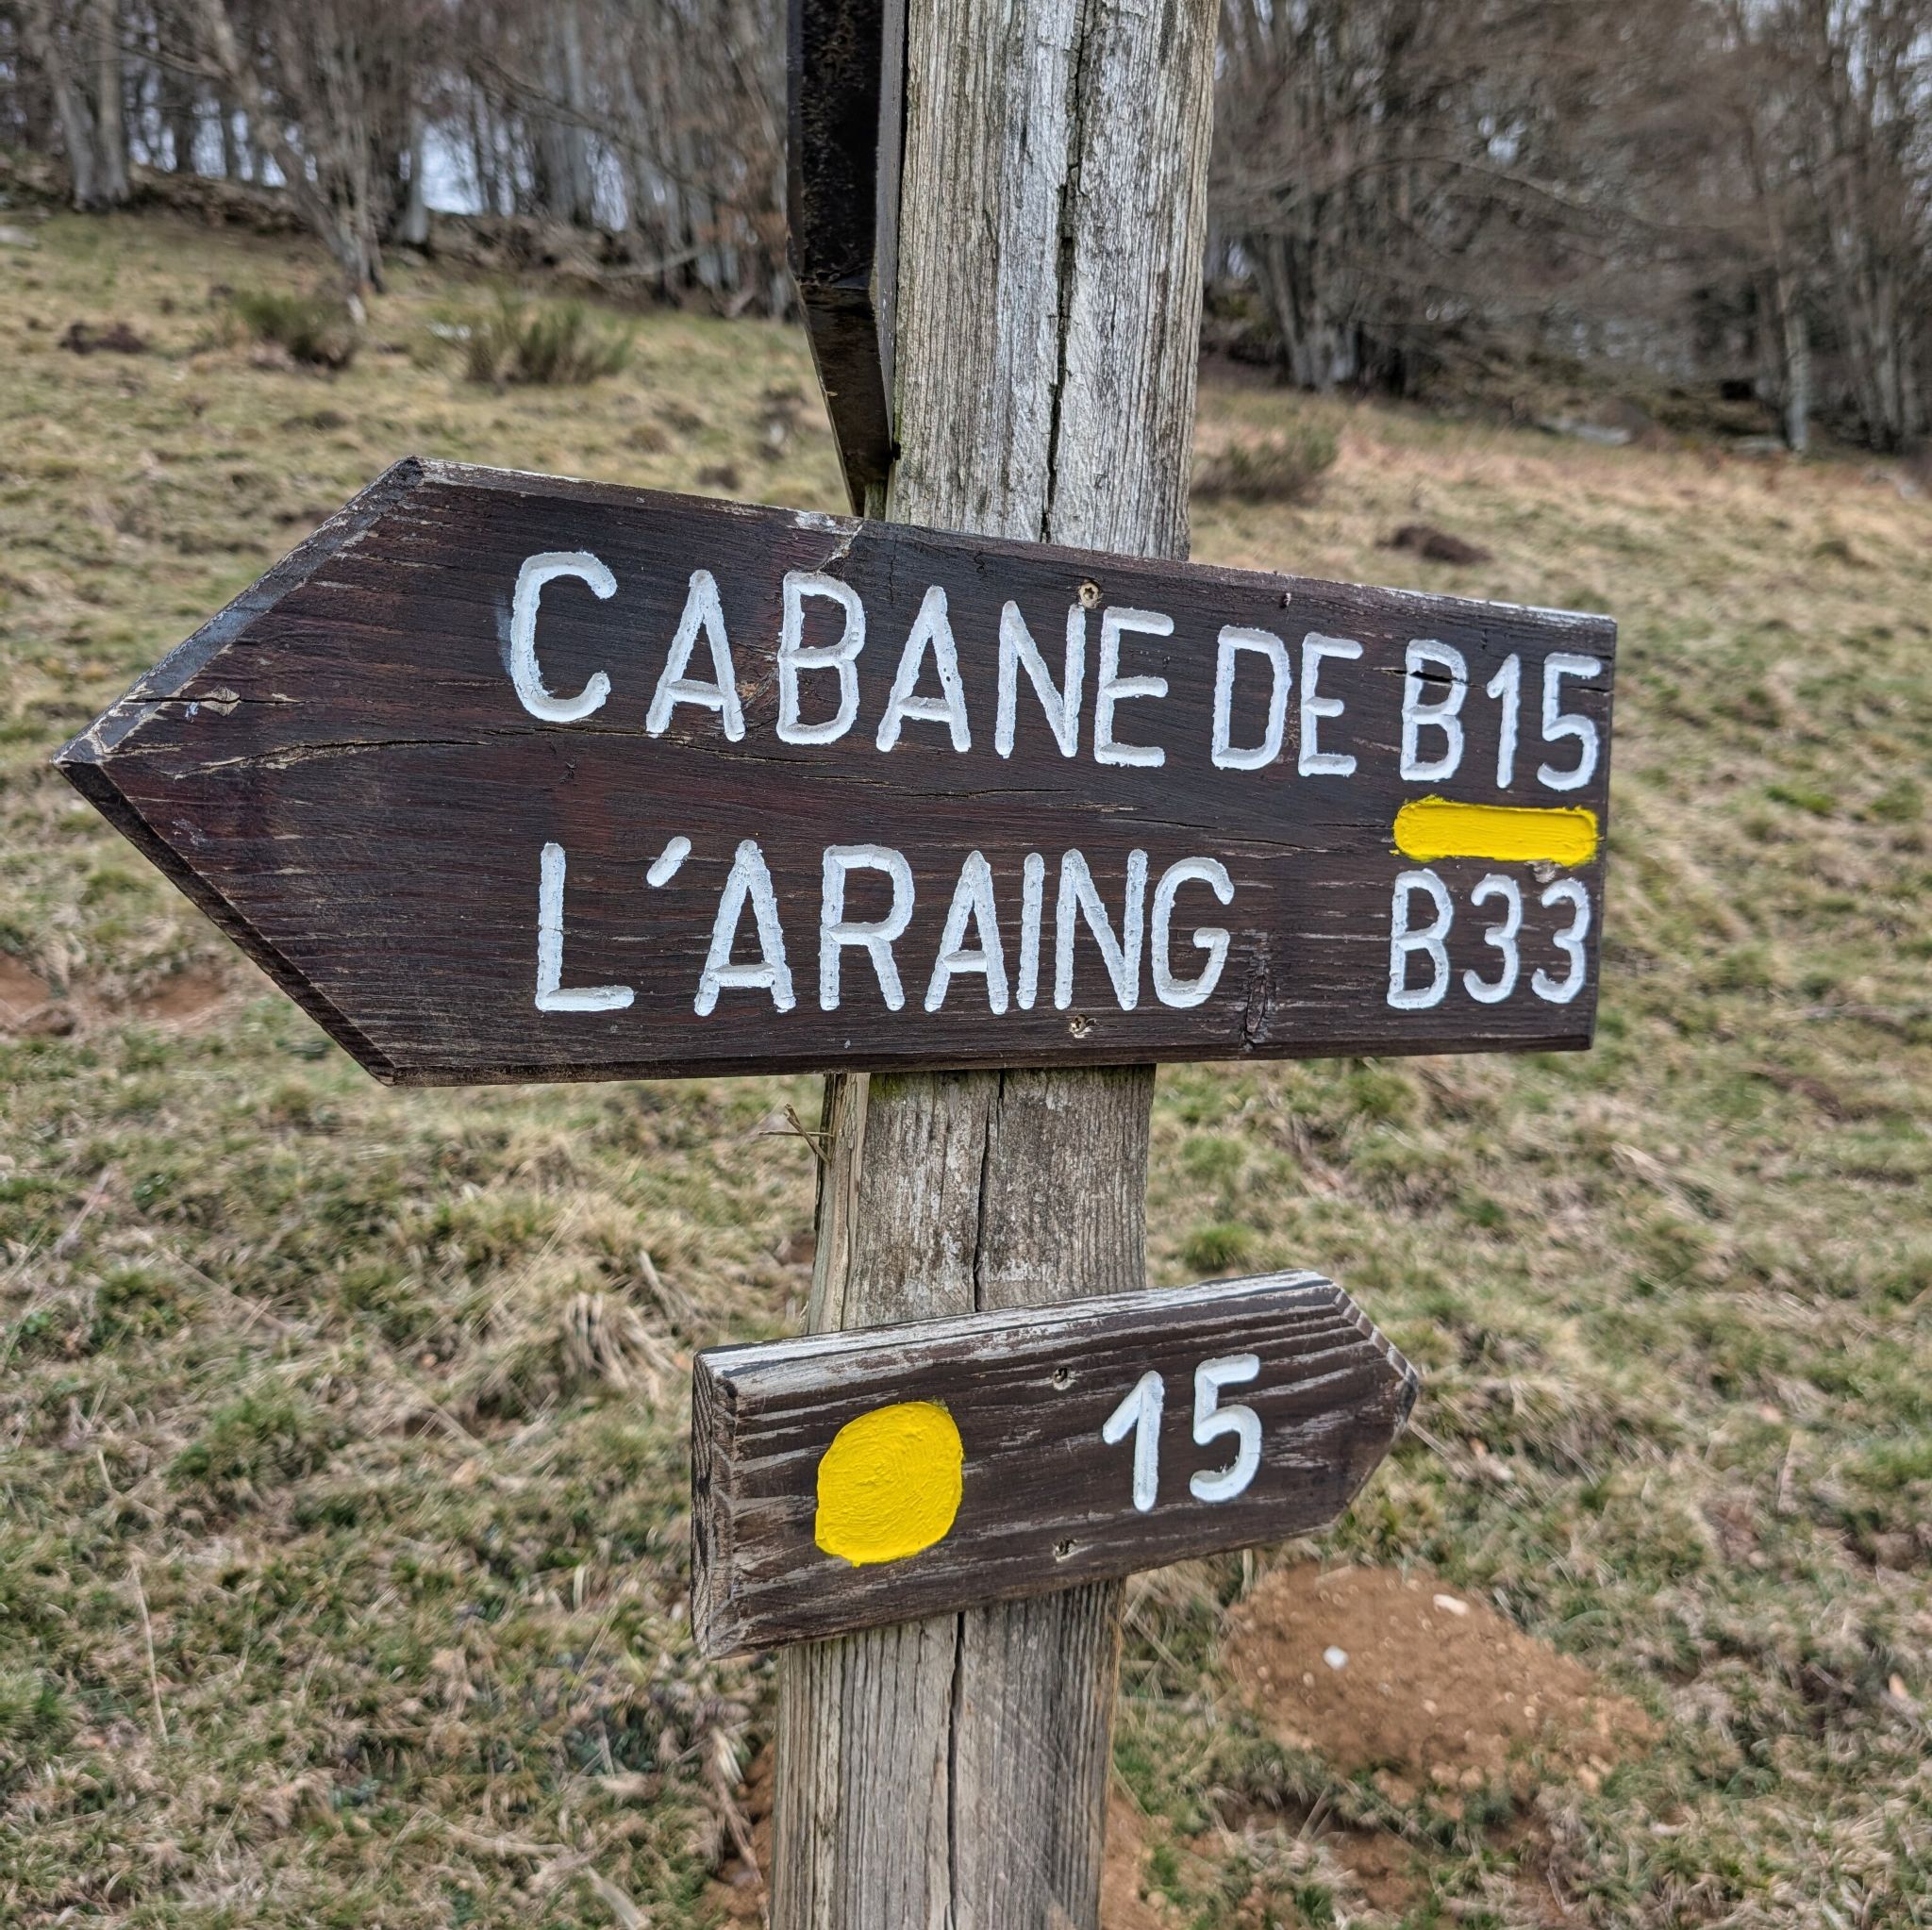 CABANE DE B15
L'ARAING B33
15